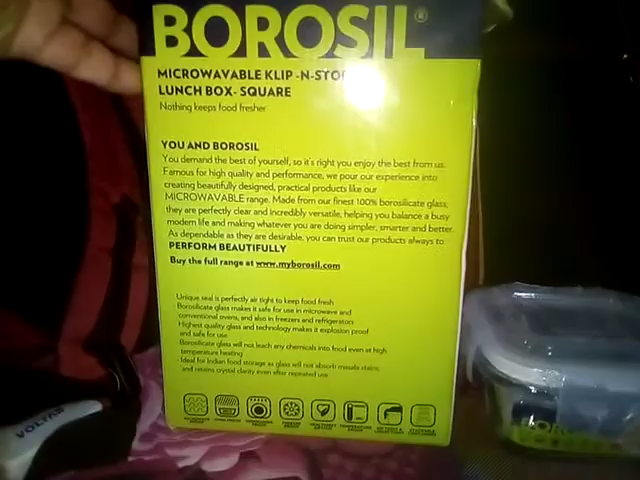 BOROSIL®
MICROWAVABLE KLIP -N-STO
LUNCH BOX- SQUARE
Nothing keeps food fresher
YOU AND BOROSIL
You demand the best of yourself, so it's right you enjoy the best from us.
Famous for high quality and performance, we pour our experience into
creating beautifully designed, practical products like our
MICROWAVABLE range. Made from our finest 100% borosilicate glass,
they are perfectly clear and incredibly versatile, helping you balance a busy
modern life and making whatever you are doing simpler, smarter and better.
As dependable as they are desirable, you can trust our products always to
PERFORM BEAUTIFULLY
Buy the full range at www.myborosil.com
Unique seal is perfectly air tight to keep food fresh
Borosilicate glass makes it safe for use in microwave and
conventional ovens, and also in freezers and refrigerators
Highest quality glass and technology makes it explosion proof
and safe for use
Borosilicate glass will not leach any chemicals into food even at high
temperature heating
Ideal for Indian food storage as glass will not absorb masala stains
and retains crystal clarity even after repeated use
VOLTAS